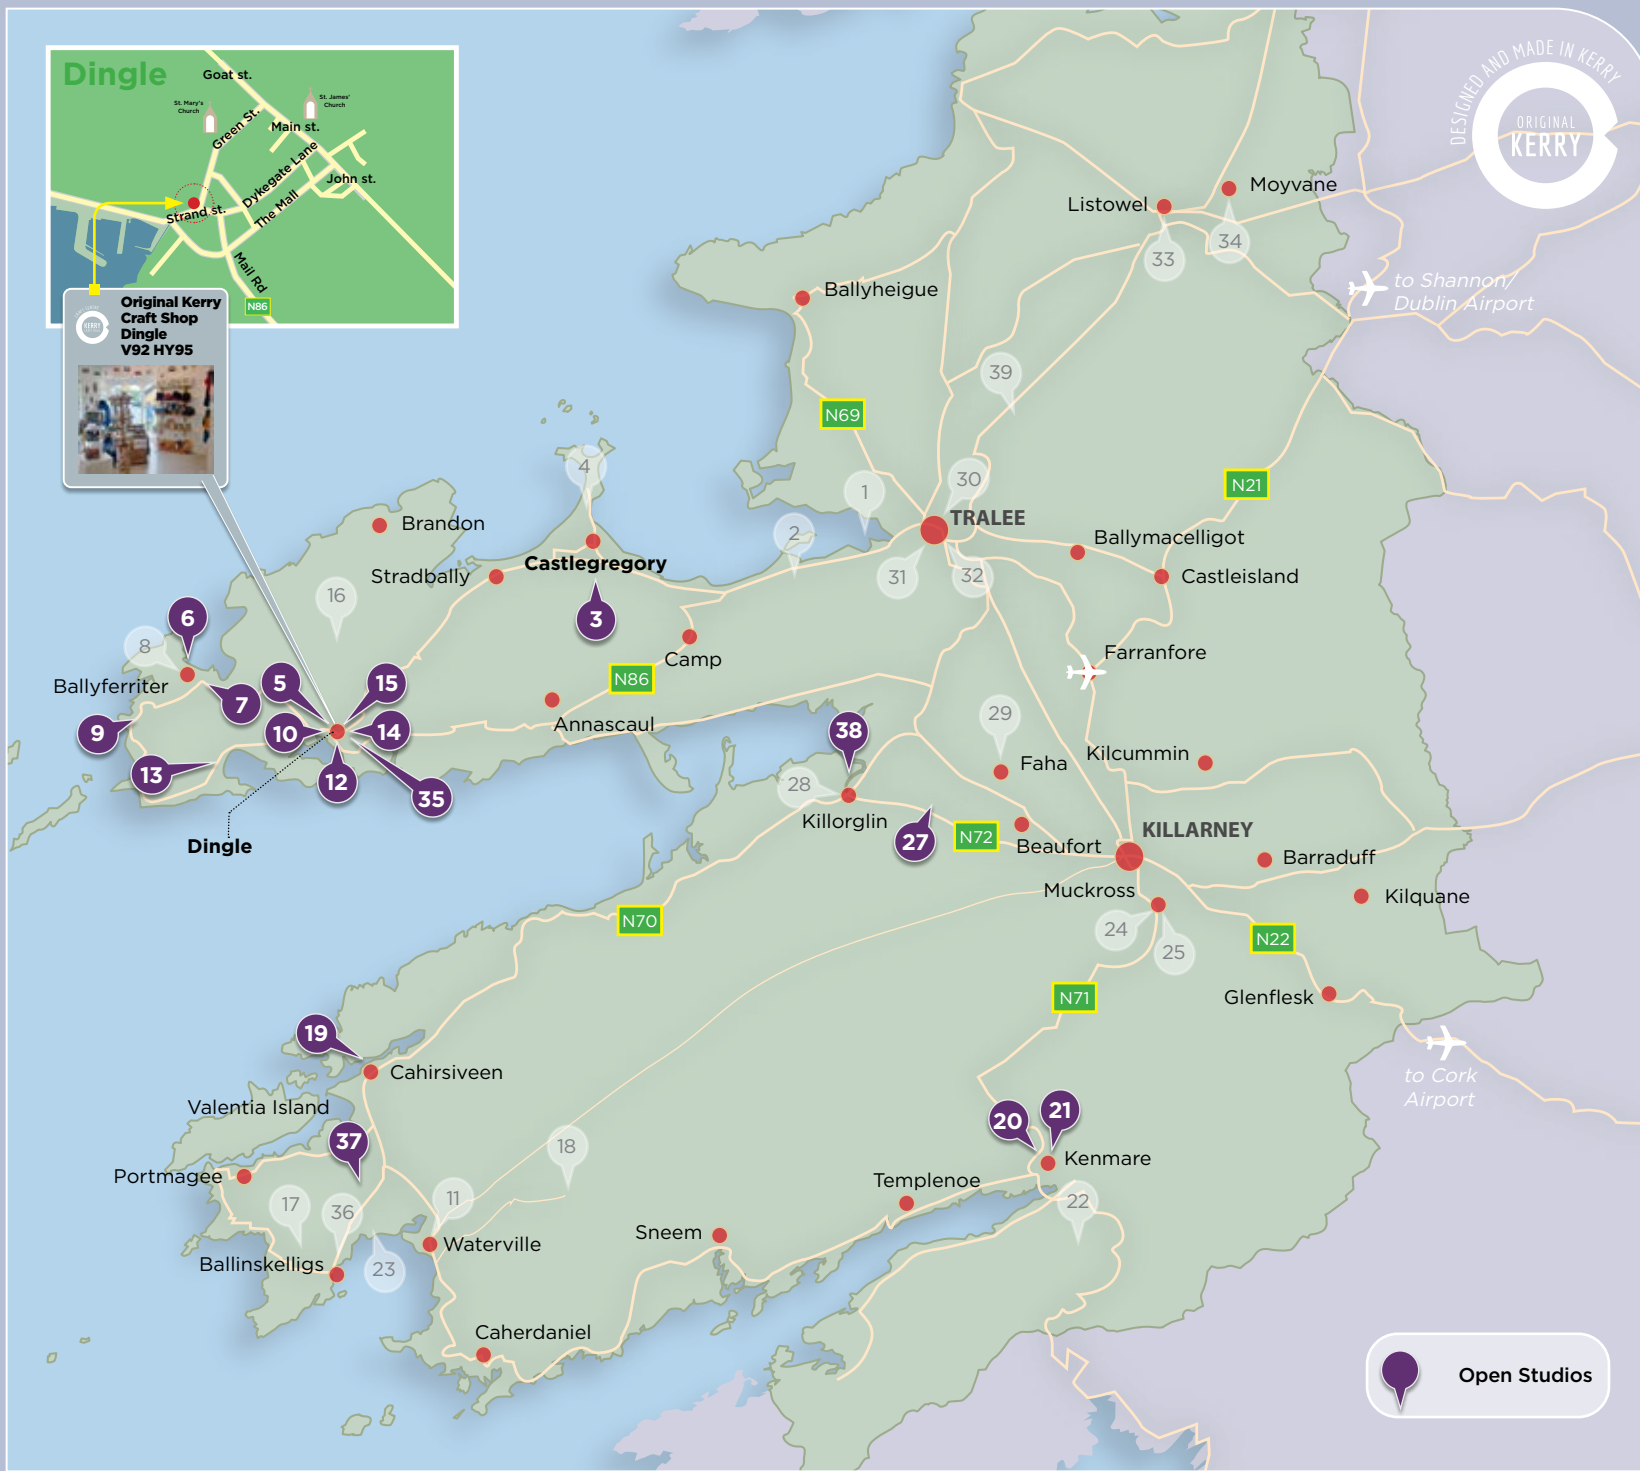 Dingle
Goat st.
St. Mary's
Church
St. James'
Church
Green St.
Main st.
Dykegate Lane
John st.
The Mall
Strand st.
Mail Rd
N86
Original Kerry
Craft Shop
Dingle
V92 HY95
KERRY
DESIGNED AND MADE IN KERRY
ORIGINAL
KERRY
Moyvane
Listowel
34
33
to Shannon/
Dublin Airport
Ballyheigue
39
N69
4
30
N21
1
TRALEE
Brandon
2
Ballymacelligot
Castlegregory
Stradbally
31
32
Castleisland
16
6
3
8
Camp
Farranfore
N86
Ballyferriter
5
15
7
29
Annascaul
9
10
14
38
Kilcummin
Faha
13
12
28
35
Killorglin
27
N72
KILLARNEY
Dingle
Beaufort
Barraduff
Muckross
Kilquane
N70
24
N22
25
N71
Glenflesk
19
Cahirsiveen
to Cork
Airport
Valentia Island
20
21
37
18
Kenmare
Portmagee
Templenoe
17
36
11
22
Sneem
Waterville
Ballinskelligs
23
Caherdaniel
Open Studios